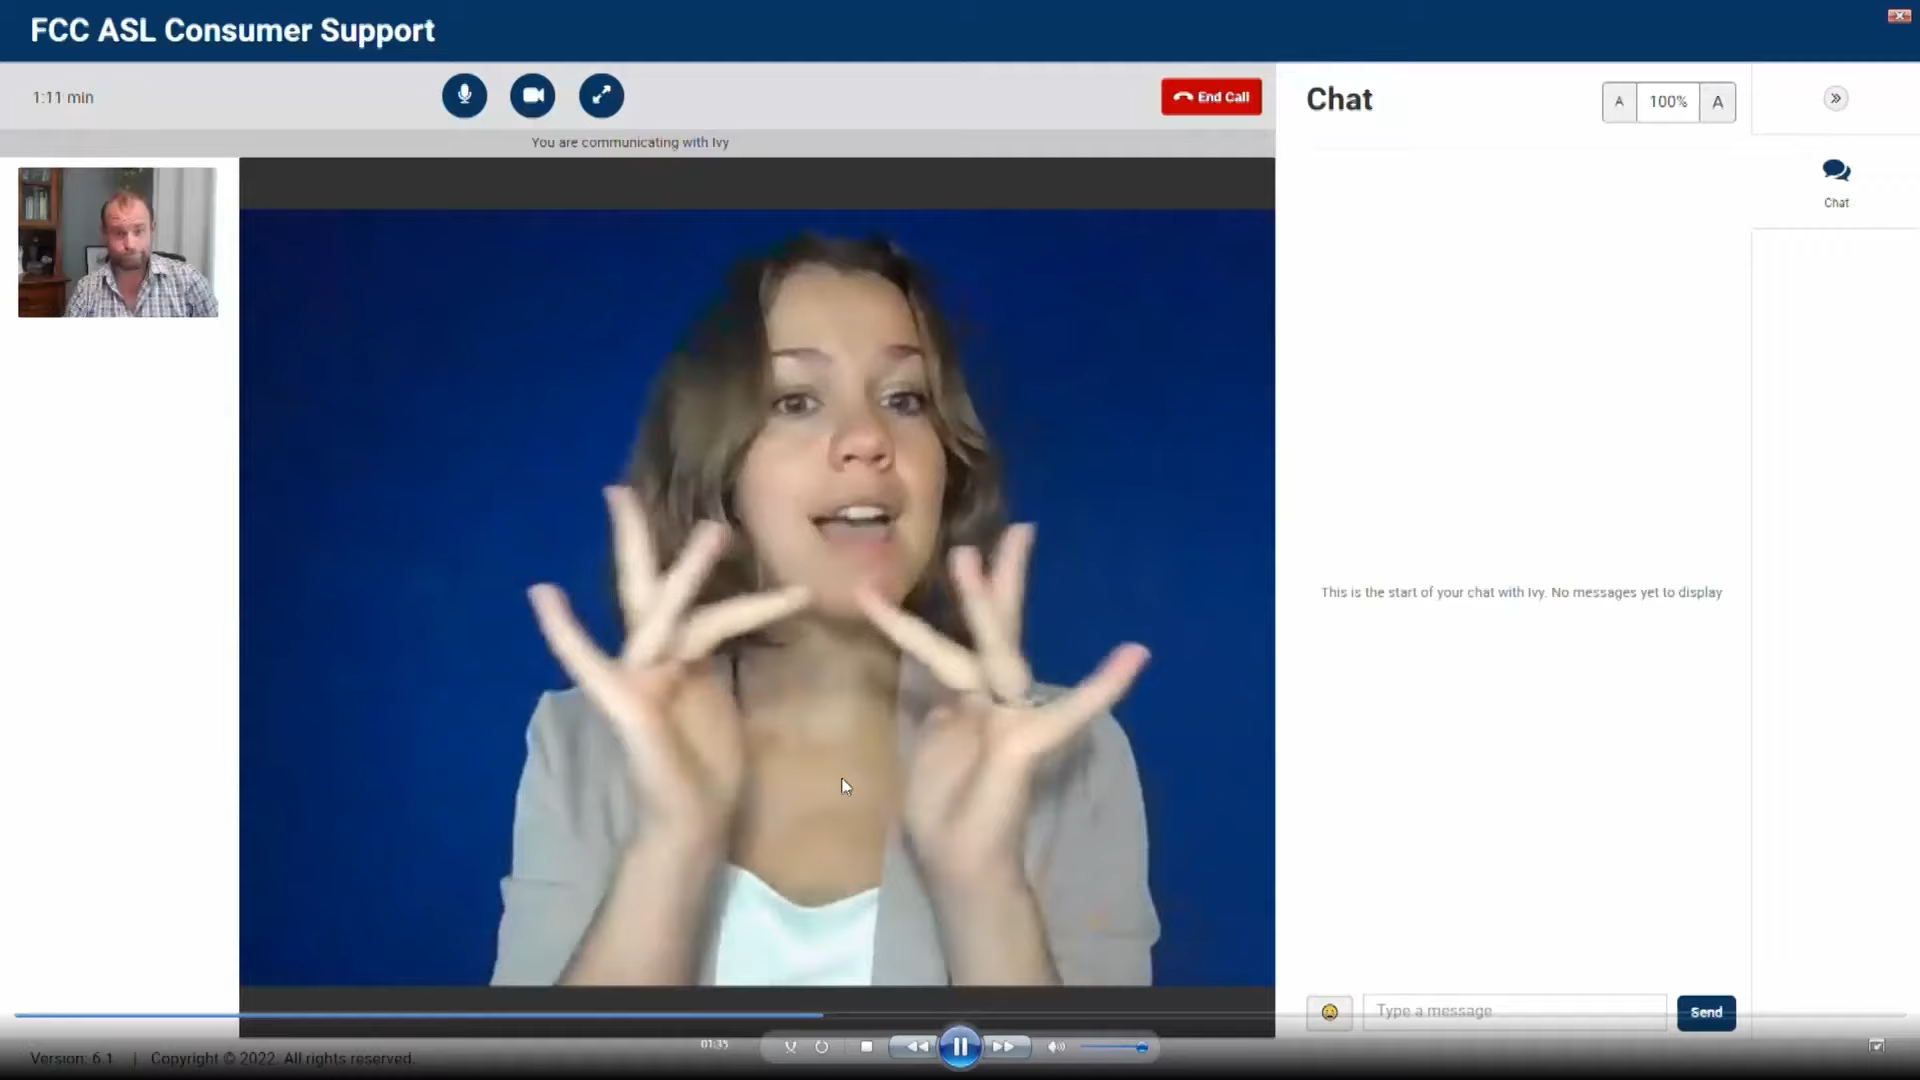 FCC ASL Consumer Support
1:11 min
End Call
You are communicating with Ivy
Chat
A 100% A
Chat
This is the start of your chat with Ivy. No messages yet to display
Type a message
Send
01:35
Version: 6.1 | Copyright © 2022. All rights reserved.